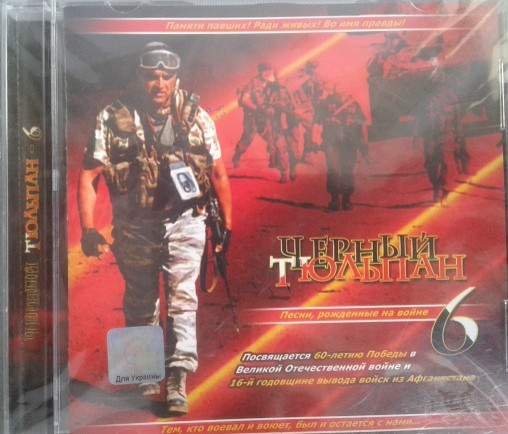 Памяти павших! Ради живых! Во имя правды!
ЧЕРНЫЙ
ТЮЛЬПАН
Песни, рожденные на войне
6
Посвящается 60-летию Победы в
Великой Отечественной войне и
16-й годовщине вывода войск из Афганистана
Тем, кто воевал и воюет, был и остается с нами...
Для Украины
ЧЕРНЫЙ ТЮЛЬПАН - 6